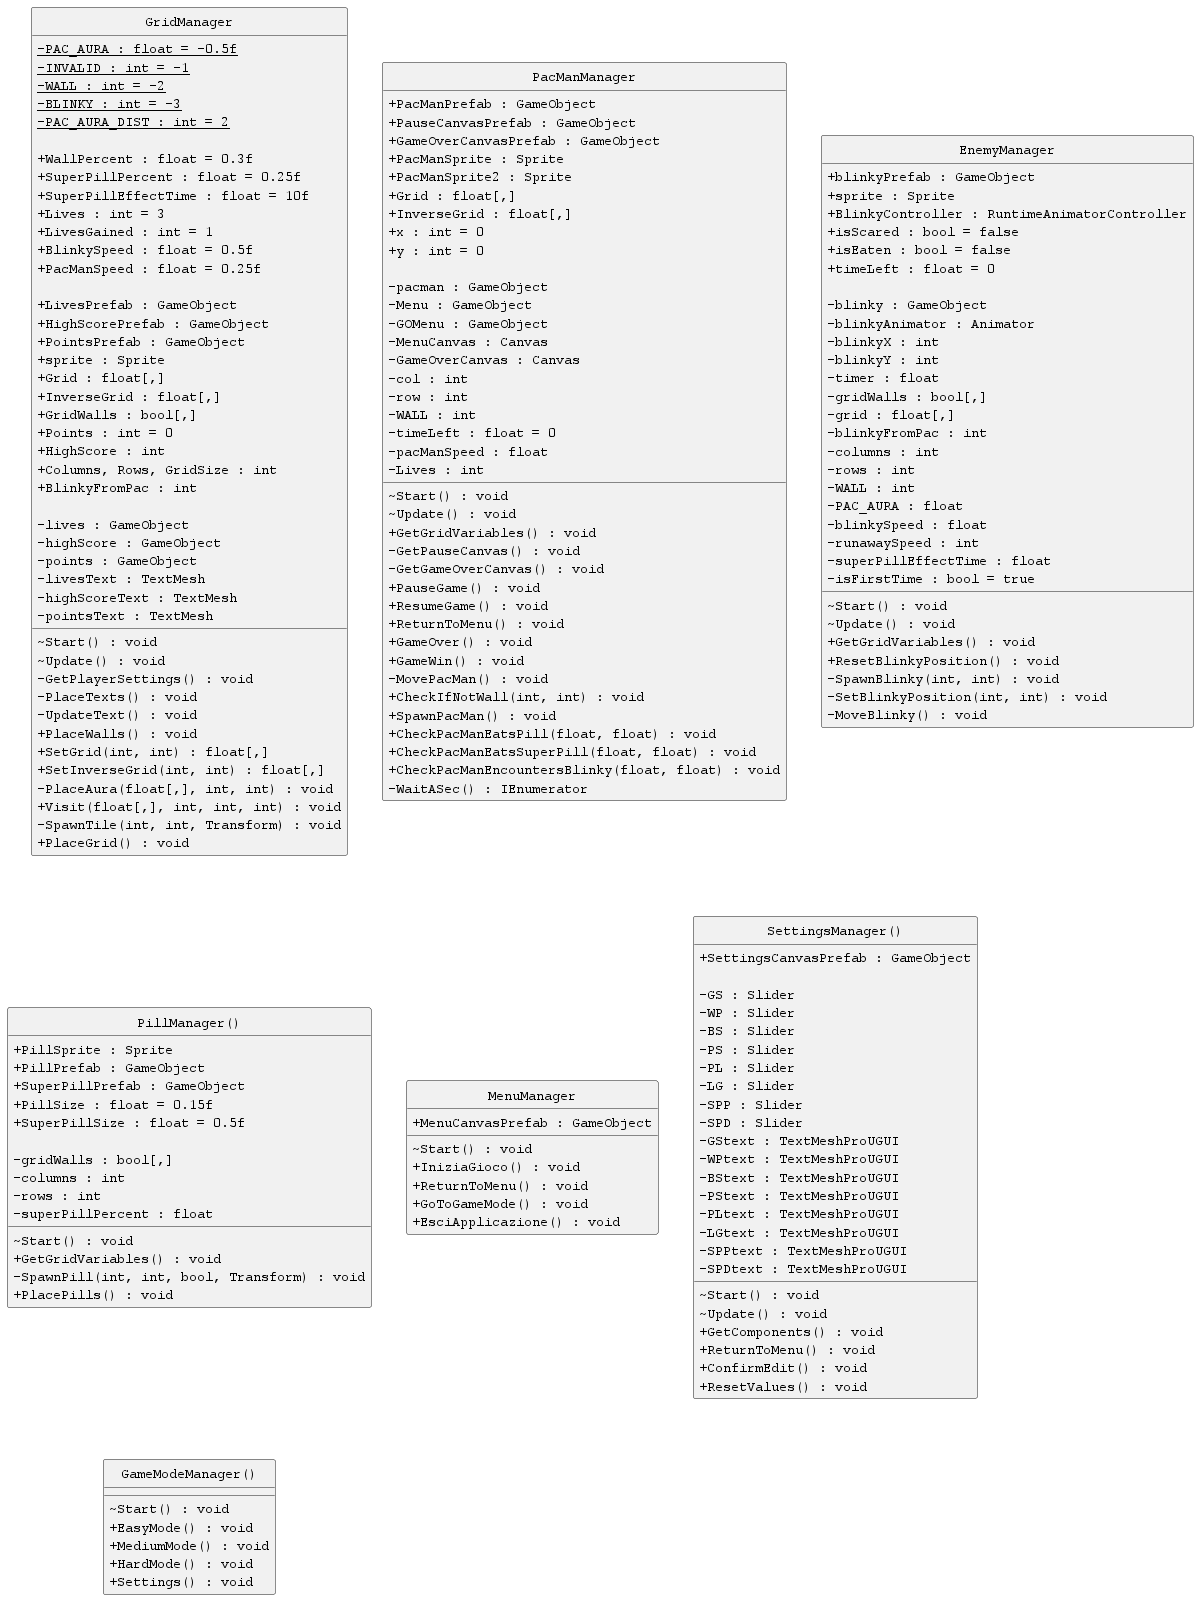 GridManager
-PAC_AURA : float = -0.5f
-INVALID : int = -1
-WALL : int = -2
-BLINKY : int = -3
-PAC_AURA_DIST : int = 2
+WallPercent : float = 0.3f
+SuperPillPercent : float = 0.25f
+SuperPillEffectTime : float = 10f
+Lives : int = 3
+LivesGained : int = 1
+BlinkySpeed : float = 0.5f
+PacManSpeed : float = 0.25f
+LivesPrefab : GameObject
+HighScorePrefab : GameObject
+PointsPrefab : GameObject
+sprite : Sprite
+Grid : float[,]
+InverseGrid : float[,]
+GridWalls : bool[,]
+Points : int = 0
+HighScore : int
+Columns, Rows, GridSize : int
+BlinkyFromPac : int
-lives : GameObject
-highScore : GameObject
-points : GameObject
-livesText : TextMesh
-highScoreText : TextMesh
-pointsText : TextMesh
~Start() : void
~Update() : void
-GetPlayerSettings() : void
-PlaceTexts() : void
-UpdateText() : void
+PlaceWalls() : void
+SetGrid(int, int) : float[,]
+SetInverseGrid(int, int) : float[,]
-PlaceAura(float[,], int, int) : void
+Visit(float[,], int, int, int) : void
-SpawnTile(int, int, Transform) : void
+PlaceGrid() : void
PacManManager
+PacManPrefab : GameObject
+PauseCanvasPrefab : GameObject
+GameOverCanvasPrefab : GameObject
+PacManSprite : Sprite
+PacManSprite2 : Sprite
+Grid : float[,]
+InverseGrid : float[,]
+x : int = 0
+y : int = 0
-pacman : GameObject
-Menu : GameObject
-GOMenu : GameObject
-MenuCanvas : Canvas
-GameOverCanvas : Canvas
-col : int
-row : int
-WALL : int
-timeLeft : float = 0
-pacManSpeed : float
-Lives : int
~Start() : void
~Update() : void
+GetGridVariables() : void
-GetPauseCanvas() : void
-GetGameOverCanvas() : void
+PauseGame() : void
+ResumeGame() : void
+ReturnToMenu() : void
+GameOver() : void
+GameWin() : void
-MovePacMan() : void
+CheckIfNotWall(int, int) : void
+SpawnPacMan() : void
+CheckPacManEatsPill(float, float) : void
+CheckPacManEatsSuperPill(float, float) : void
+CheckPacManEncountersBlinky(float, float) : void
-WaitASec() : IEnumerator
EnemyManager
+blinkyPrefab : GameObject
+sprite : Sprite
+BlinkyController : RuntimeAnimatorController
+isScared : bool = false
+isEaten : bool = false
+timeLeft : float = 0
-blinky : GameObject
-blinkyAnimator : Animator
-blinkyX : int
-blinkyY : int
-timer : float
-gridWalls : bool[,]
-grid : float[,]
-blinkyFromPac : int
-columns : int
-rows : int
-WALL : int
-PAC_AURA : float
-blinkySpeed : float
-runawaySpeed : int
-superPillEffectTime : float
-isFirstTime : bool = true
~Start() : void
~Update() : void
+GetGridVariables() : void
+ResetBlinkyPosition() : void
-SpawnBlinky(int, int) : void
-SetBlinkyPosition(int, int) : void
-MoveBlinky() : void
PillManager()
+PillSprite : Sprite
+PillPrefab : GameObject
+SuperPillPrefab : GameObject
+PillSize : float = 0.15f
+SuperPillSize : float = 0.5f
-gridWalls : bool[,]
-columns : int
-rows : int
-superPillPercent : float
~Start() : void
+GetGridVariables() : void
-SpawnPill(int, int, bool, Transform) : void
+PlacePills() : void
MenuManager
+MenuCanvasPrefab : GameObject
~Start() : void
+IniziaGioco() : void
+ReturnToMenu() : void
+GoToGameMode() : void
+EsciApplicazione() : void
SettingsManager()
+SettingsCanvasPrefab : GameObject
-GS : Slider
-WP : Slider
-BS : Slider
-PS : Slider
-PL : Slider
-LG : Slider
-SPP : Slider
-SPD : Slider
-GStext : TextMeshProUGUI
-WPtext : TextMeshProUGUI
-BStext : TextMeshProUGUI
-PStext : TextMeshProUGUI
-PLtext : TextMeshProUGUI
-LGtext : TextMeshProUGUI
-SPPtext : TextMeshProUGUI
-SPDtext : TextMeshProUGUI
~Start() : void
~Update() : void
+GetComponents() : void
+ReturnToMenu() : void
+ConfirmEdit() : void
+ResetValues() : void
GameModeManager()
~Start() : void
+EasyMode() : void
+MediumMode() : void
+HardMode() : void
+Settings() : void